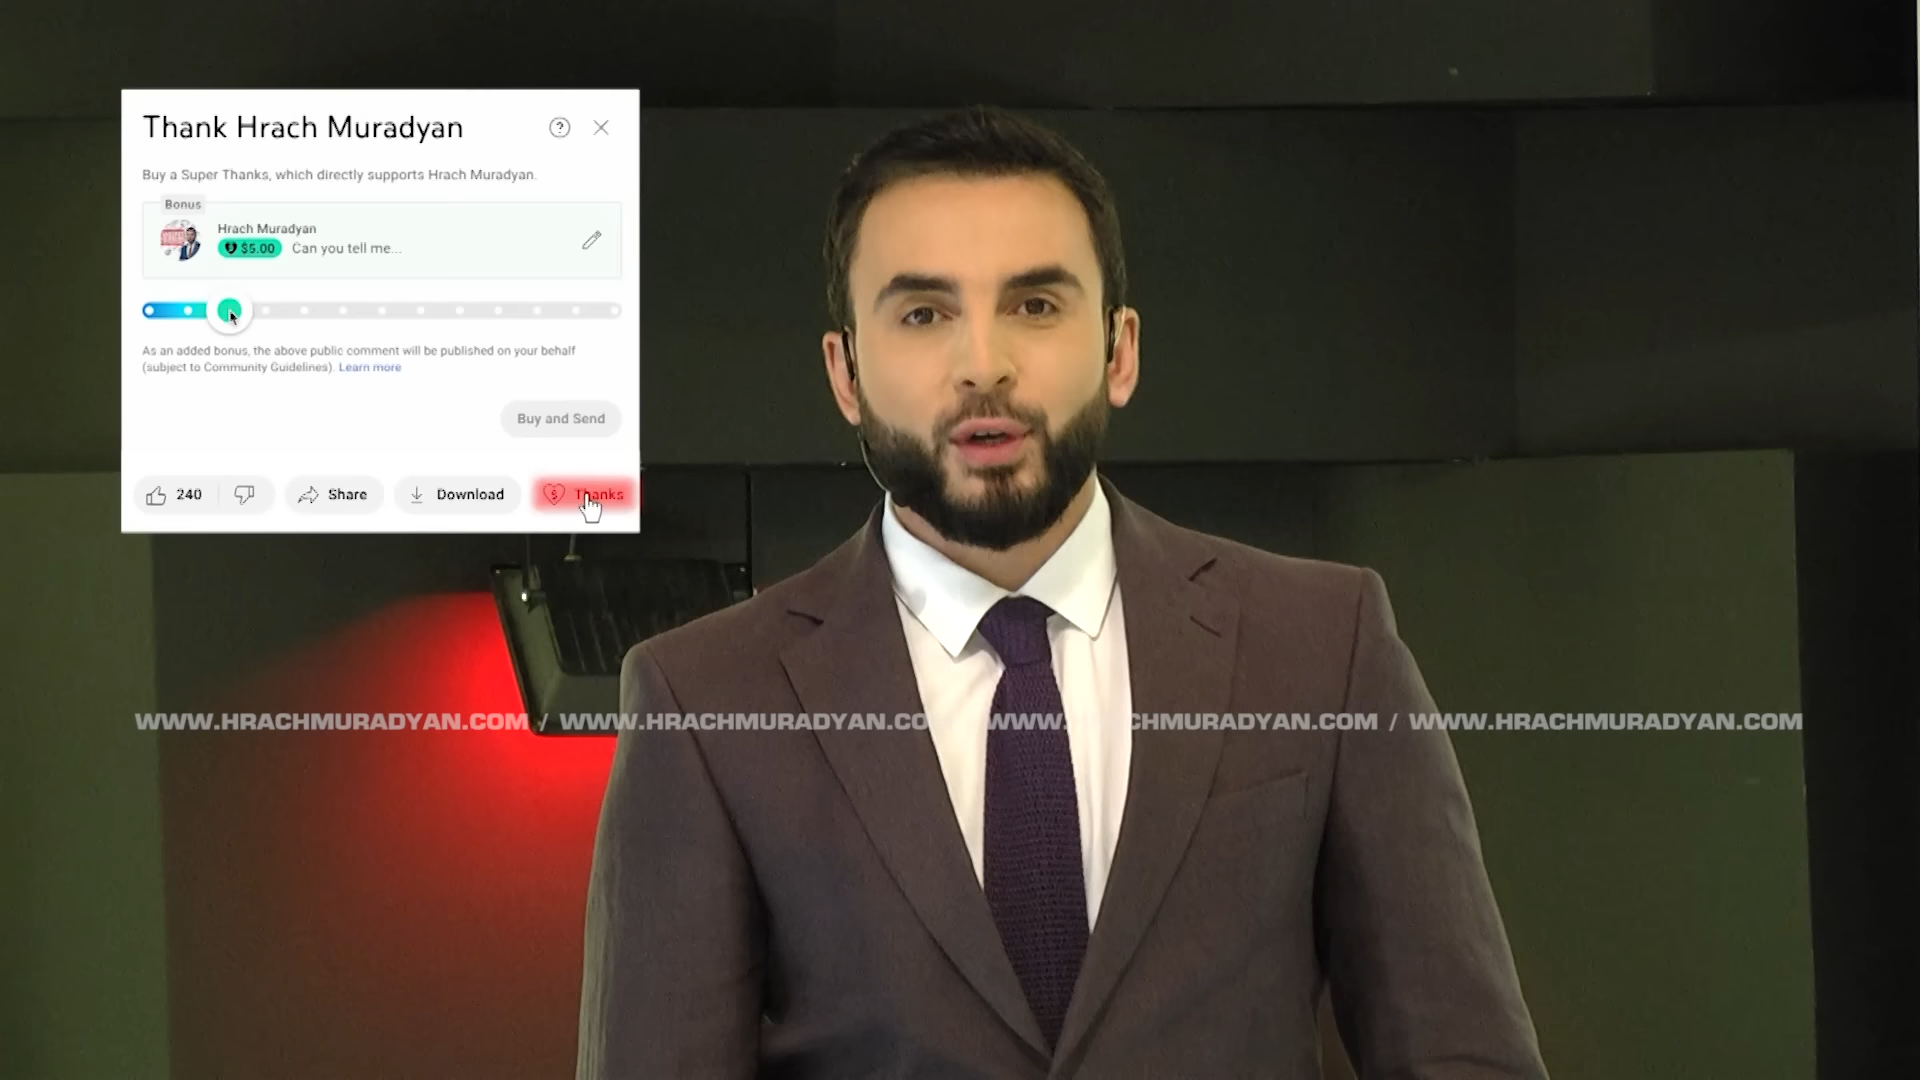 Thank Hrach Muradyan
Buy a Super Thanks, which directly supports Hrach Muradyan.
Bonus
Hrach Muradyan
$5.00 Can you tell me...
As an added bonus, the above public comment will be published on your behalf
(subject to Community Guidelines). Learn more
Buy and Send
240 Share Download Thanks
WWW.HRACHMURADYAN.COM / WWW.HRACHMURADYAN.CO WWW. CHMURADYAN.COM / WWW.HRACHMURADYAN.COM